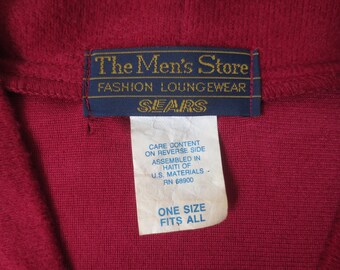 The Men's Store
FASHION LOUNGEWEAR
SEARS
CARE CONTENT
ON REVERSE SIDE
ASSEMBLED IN
HAITI OF
U.S. MATERIALS
RN 68900
ONE SIZE
FITS ALL